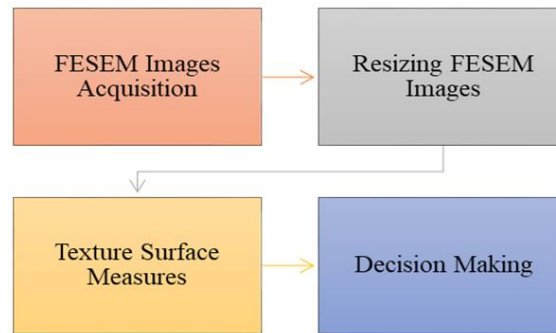 FESEM Images
Acquisition
Resizing FESEM
Images
Texture Surface
Measures
Decision Making